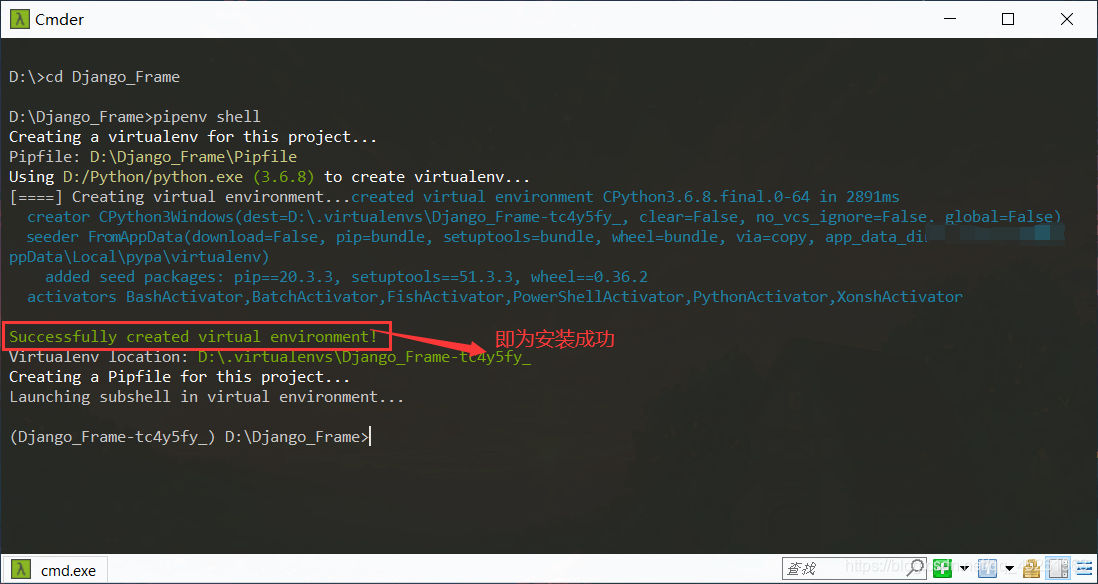 Cmder
D:\>cd Django_Frame
D:\Django_Frame>pipenv shell
Creating a virtualenv for this project...
Pipfile: D:\Django_Frame\Pipfile
Using D:/Python/python.exe (3.6.8) to create virtualenv...
[====] Creating virtual environment...created virtual environment CPython3.6.8.final.0-64 in 2891ms
creator CPython3Windows(dest=D:\.virtualenvs\Django_Frame-tc4y5fy_, clear=False, no_vcs_ignore=False, global=False)
seeder FromAppData(download=False, pip=bundle, setuptools=bundle, wheel=bundle, via=copy,
ppData\Local\pypa\virtualenv)
added seed packages: pip==20.3.3, setuptools==51.3.3, wheel==0.36.2
activators BashActivator,BatchActivator,FishActivator,PowerShellActivator,PythonActivator,XonshActivator
Successfully created virtual environment!
即为安装成功
Virtualenv location: D:\.virtualenvs\Django_Frame-tc4y5fy_
Creating a Pipfile for this project...
Launching subshell in virtual environment...
(Django_Frame-tc4y5fy_) D:\Django_Frame>
cmd.exe
查找